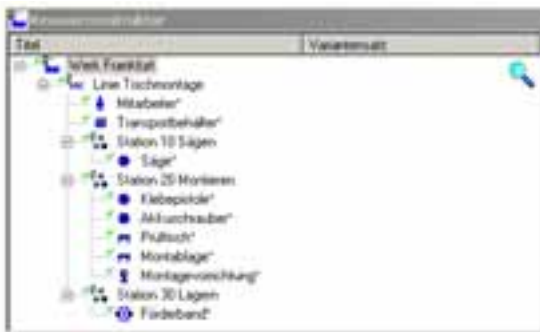 Ressourcenstruktur
Titel Variantensatz
Werk Frankfurt
Linie Tischmontage
Mitarbeiter*
Transportbehälter*
Station 10 Sägen
Säge*
Station 20 Montieren
Klebepistole*
Akkuschrauber*
Prüftisch*
Montablage*
Montagevorrichtung*
Station 30 Lagern
Förderband*